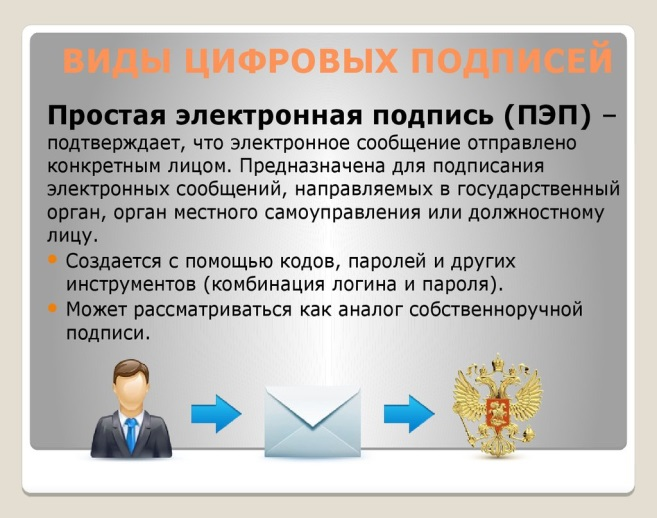 ВИДЫ ЦИФРОВЫХ ПОДПИСЕЙ
Простая электронная подпись (ПЭП) –
подтверждает, что электронное сообщение отправлено
конкретным лицом. Предназначена для подписания
электронных сообщений, направляемых в государственный
орган, орган местного самоуправления или должностному
лицу.
Создается с помощью кодов, паролей и других
инструментов (комбинация логина и пароля).
Может рассматриваться как аналог собственноручной
подписи.